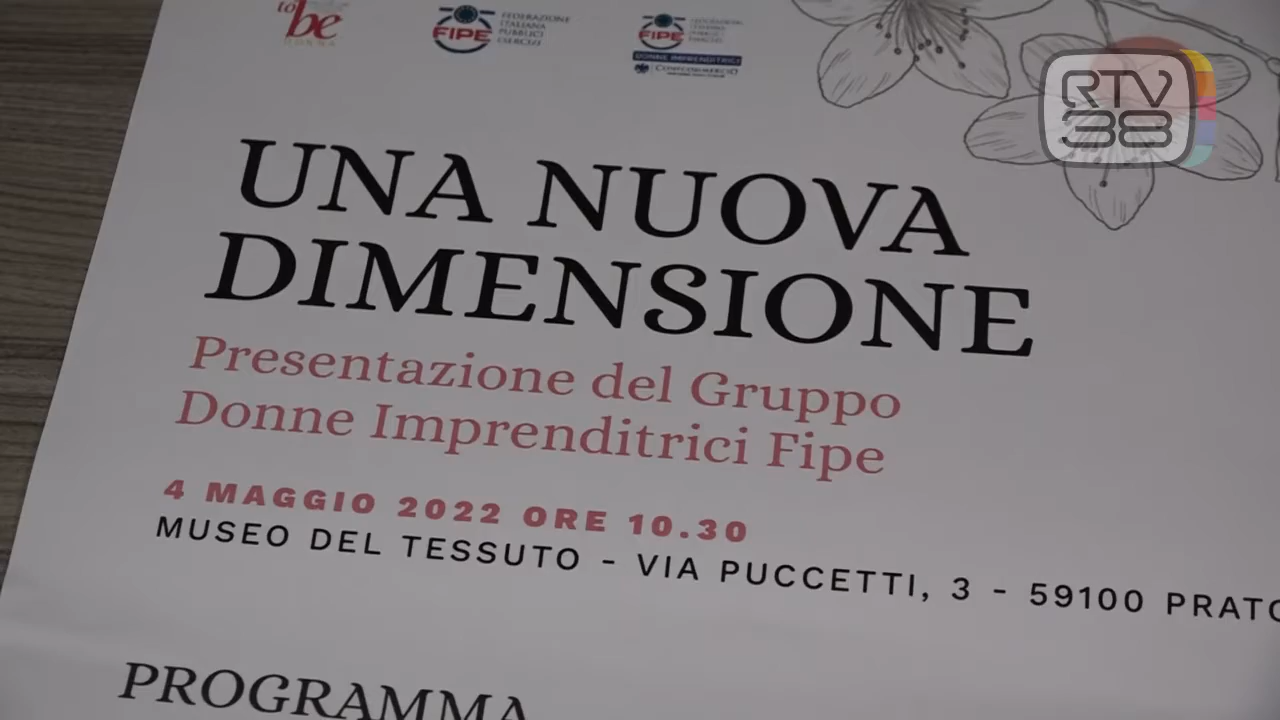 to be
DONNA
FIPE
FEDERAZIONE
ITALIANA
PUBBLICI
ESERCIZI
FIPE
DONNE IMPRENDITRICI
CONFCOMMERCIO
RTV
38
UNA NUOVA
DIMENSIONE
Presentazione del Gruppo
Donne Imprenditrici Fipe
4 MAGGIO 2022 ORE 10.30
MUSEO DEL TESSUTO - VIA PUCCETTI, 3 - 59100 PRATO
PROGRAMMA